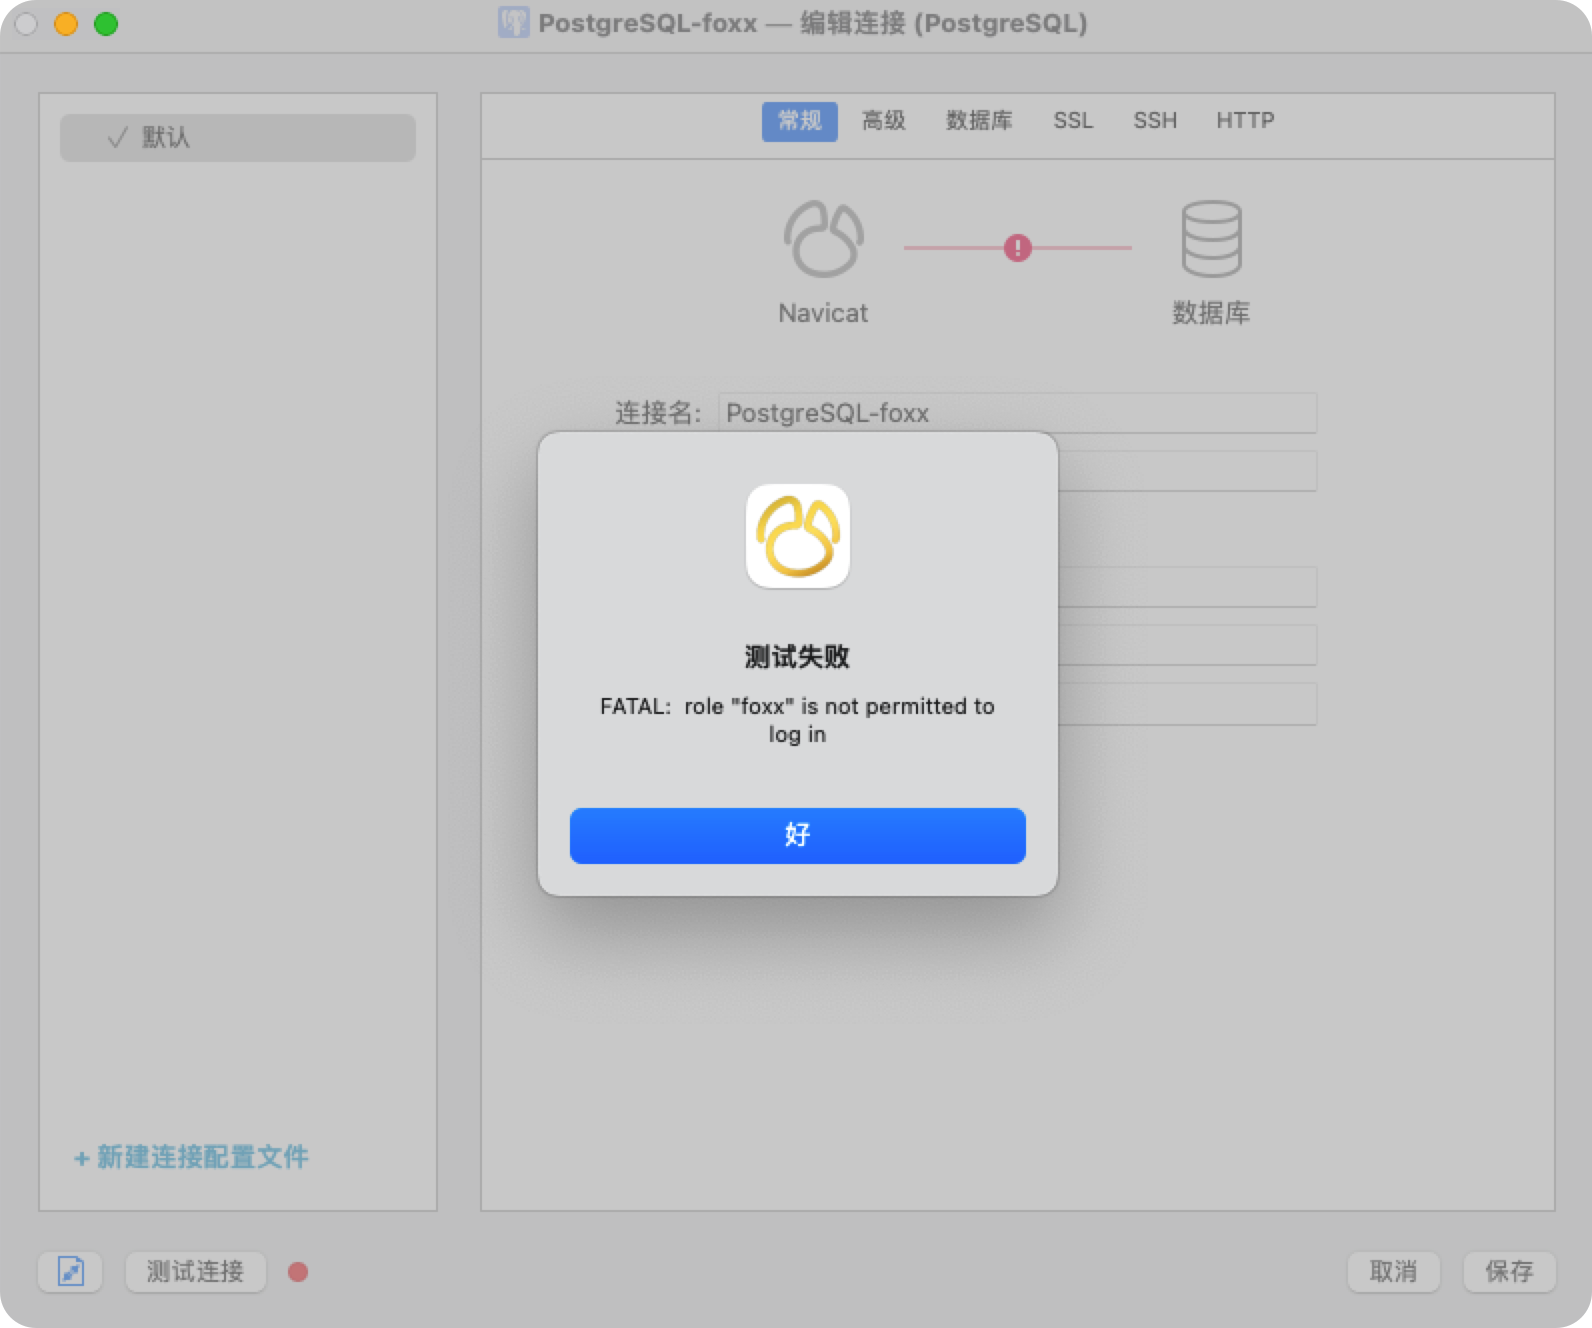 PostgreSQL-foxx — 编辑连接 (PostgreSQL)
默认
常规 高级 数据库 SSL SSH HTTP
Navicat 数据库
连接名: PostgreSQL-foxx
测试失败
FATAL: role "foxx" is not permitted to
log in
好
+ 新建连接配置文件
测试连接 取消 保存